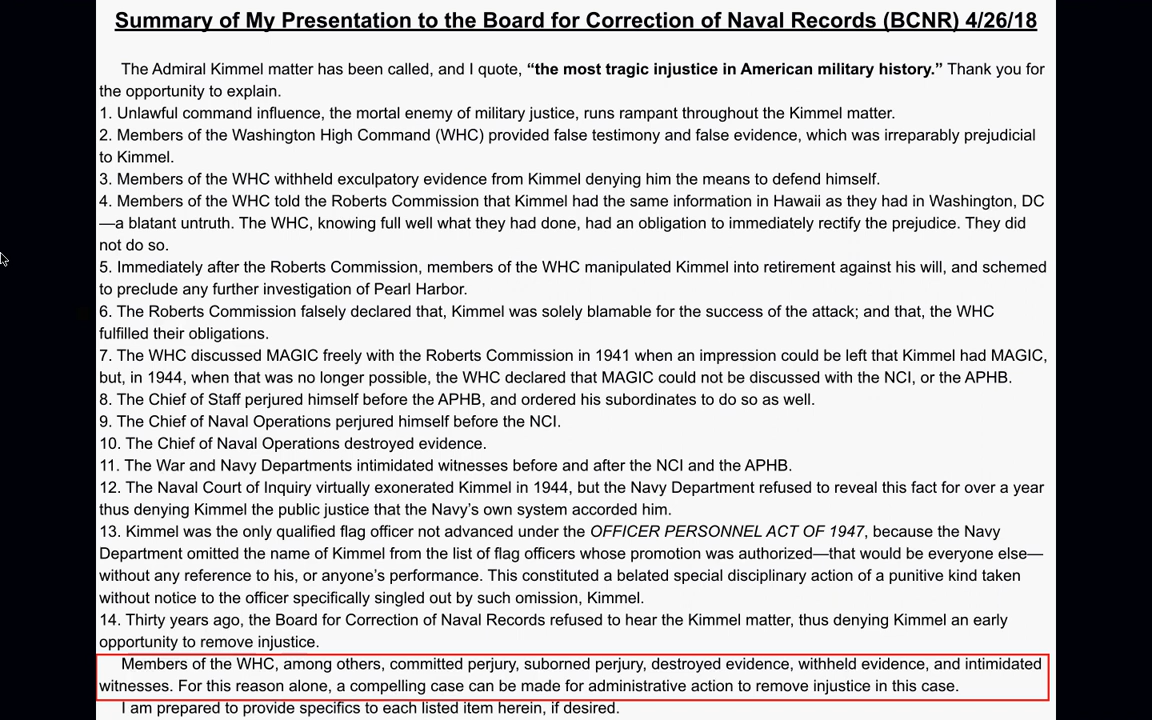 Summary of My Presentation to the Board for Correction of Naval Records (BCNR) 4/26/18
The Admiral Kimmel matter has been called, and I quote, “the most tragic injustice in American military history.” Thank you for
the opportunity to explain.
1. Unlawful command influence, the mortal enemy of military justice, runs rampant throughout the Kimmel matter.
2. Members of the Washington High Command (WHC) provided false testimony and false evidence, which was irreparably prejudicial
to Kimmel.
3. Members of the WHC withheld exculpatory evidence from Kimmel denying him the means to defend himself.
4. Members of the WHC told the Roberts Commission that Kimmel had the same information in Hawaii as they had in Washington, DC
—a blatant untruth. The WHC, knowing full well what they had done, had an obligation to immediately rectify the prejudice. They did
not do so.
5. Immediately after the Roberts Commission, members of the WHC manipulated Kimmel into retirement against his will, and schemed
to preclude any further investigation of Pearl Harbor.
6. The Roberts Commission falsely declared that, Kimmel was solely blamable for the success of the attack; and that, the WHC
fulfilled their obligations.
7. The WHC discussed MAGIC freely with the Roberts Commission in 1941 when an impression could be left that Kimmel had MAGIC,
but, in 1944, when that was no longer possible, the WHC declared that MAGIC could not be discussed with the NCI, or the APHB.
8. The Chief of Staff perjured himself before the APHB, and ordered his subordinates to do so as well.
9. The Chief of Naval Operations perjured himself before the NCI.
10. The Chief of Naval Operations destroyed evidence.
11. The War and Navy Departments intimidated witnesses before and after the NCI and the APHB.
12. The Naval Court of Inquiry virtually exonerated Kimmel in 1944, but the Navy Department refused to reveal this fact for over a year
thus denying Kimmel the public justice that the Navy’s own system accorded him.
13. Kimmel was the only qualified flag officer not advanced under the OFFICER PERSONNEL ACT OF 1947, because the Navy
Department omitted the name of Kimmel from the list of flag officers whose promotion was authorized—that would be everyone else—
without any reference to his, or anyone’s performance. This constituted a belated special disciplinary action of a punitive kind taken
without notice to the officer specifically singled out by such omission, Kimmel.
14. Thirty years ago, the Board for Correction of Naval Records refused to hear the Kimmel matter, thus denying Kimmel an early
opportunity to remove injustice.
Members of the WHC, among others, committed perjury, suborned perjury, destroyed evidence, withheld evidence, and intimidated
witnesses. For this reason alone, a compelling case can be made for administrative action to remove injustice in this case.
I am prepared to provide specifics to each listed item herein, if desired.